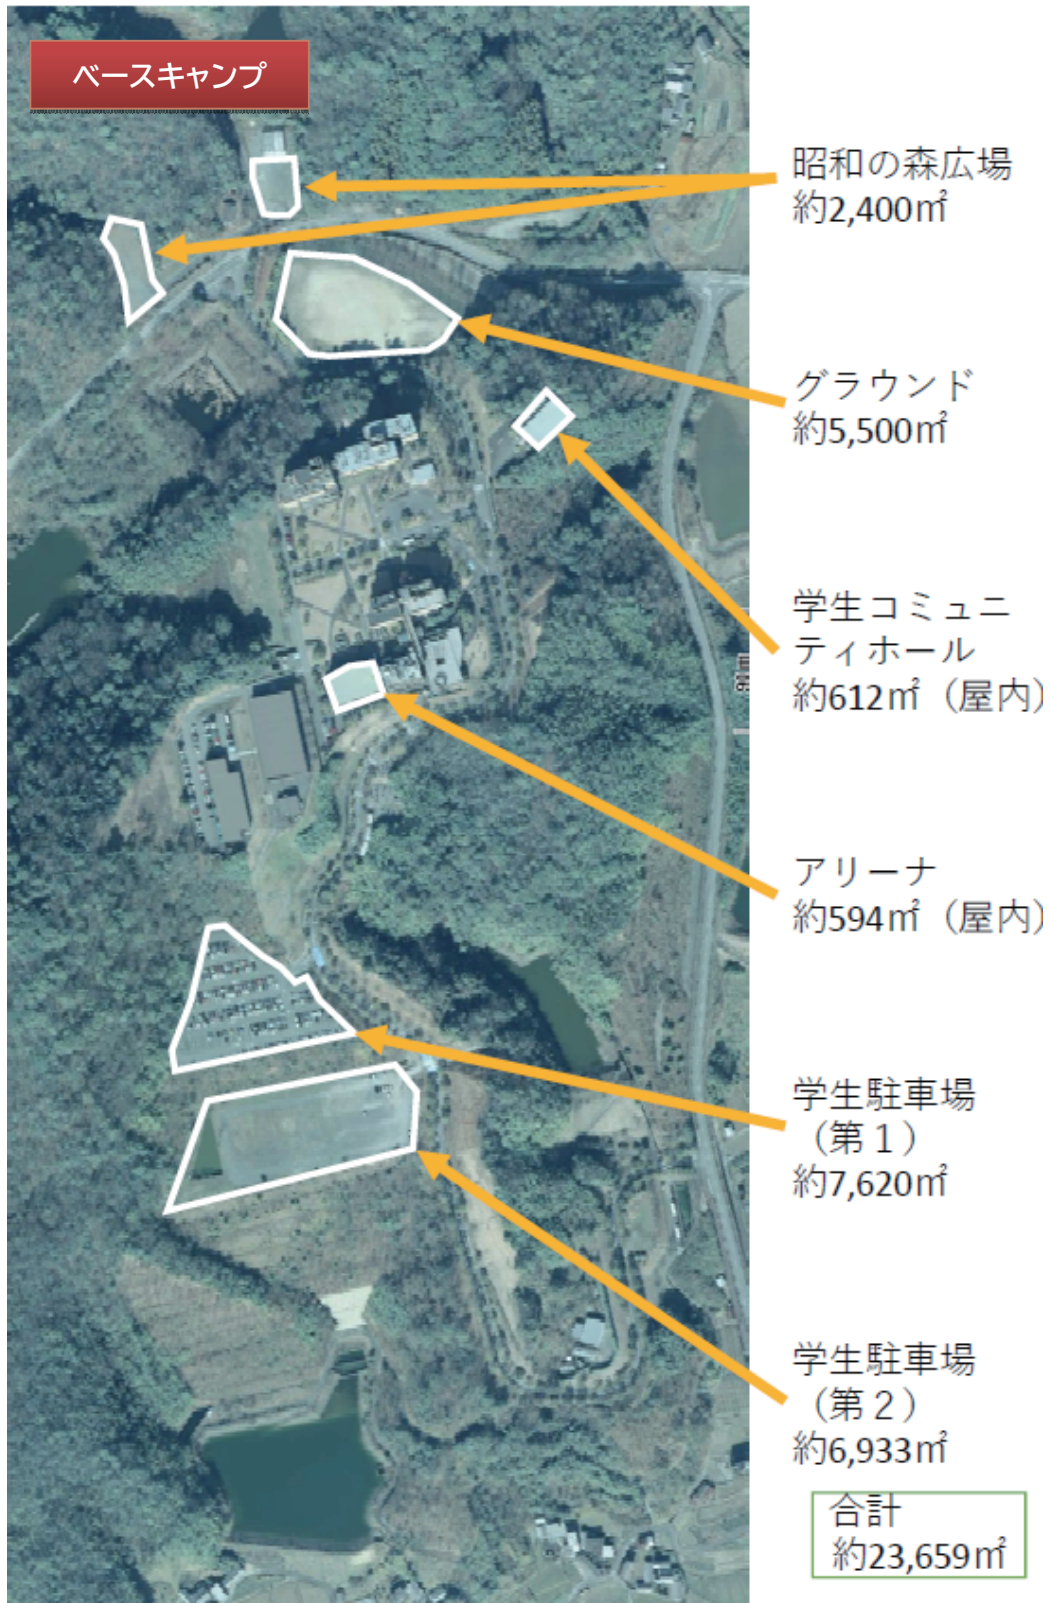 ベースキャンプ
昭和の森広場
約2,400㎡
グラウンド
約5,500㎡
学生コミュニ
ティホール
約612㎡（屋内）
アリーナ
約594㎡（屋内）
学生駐車場
（第１）
約7,620㎡
学生駐車場
（第２）
約6,933㎡
合計
約23,659㎡